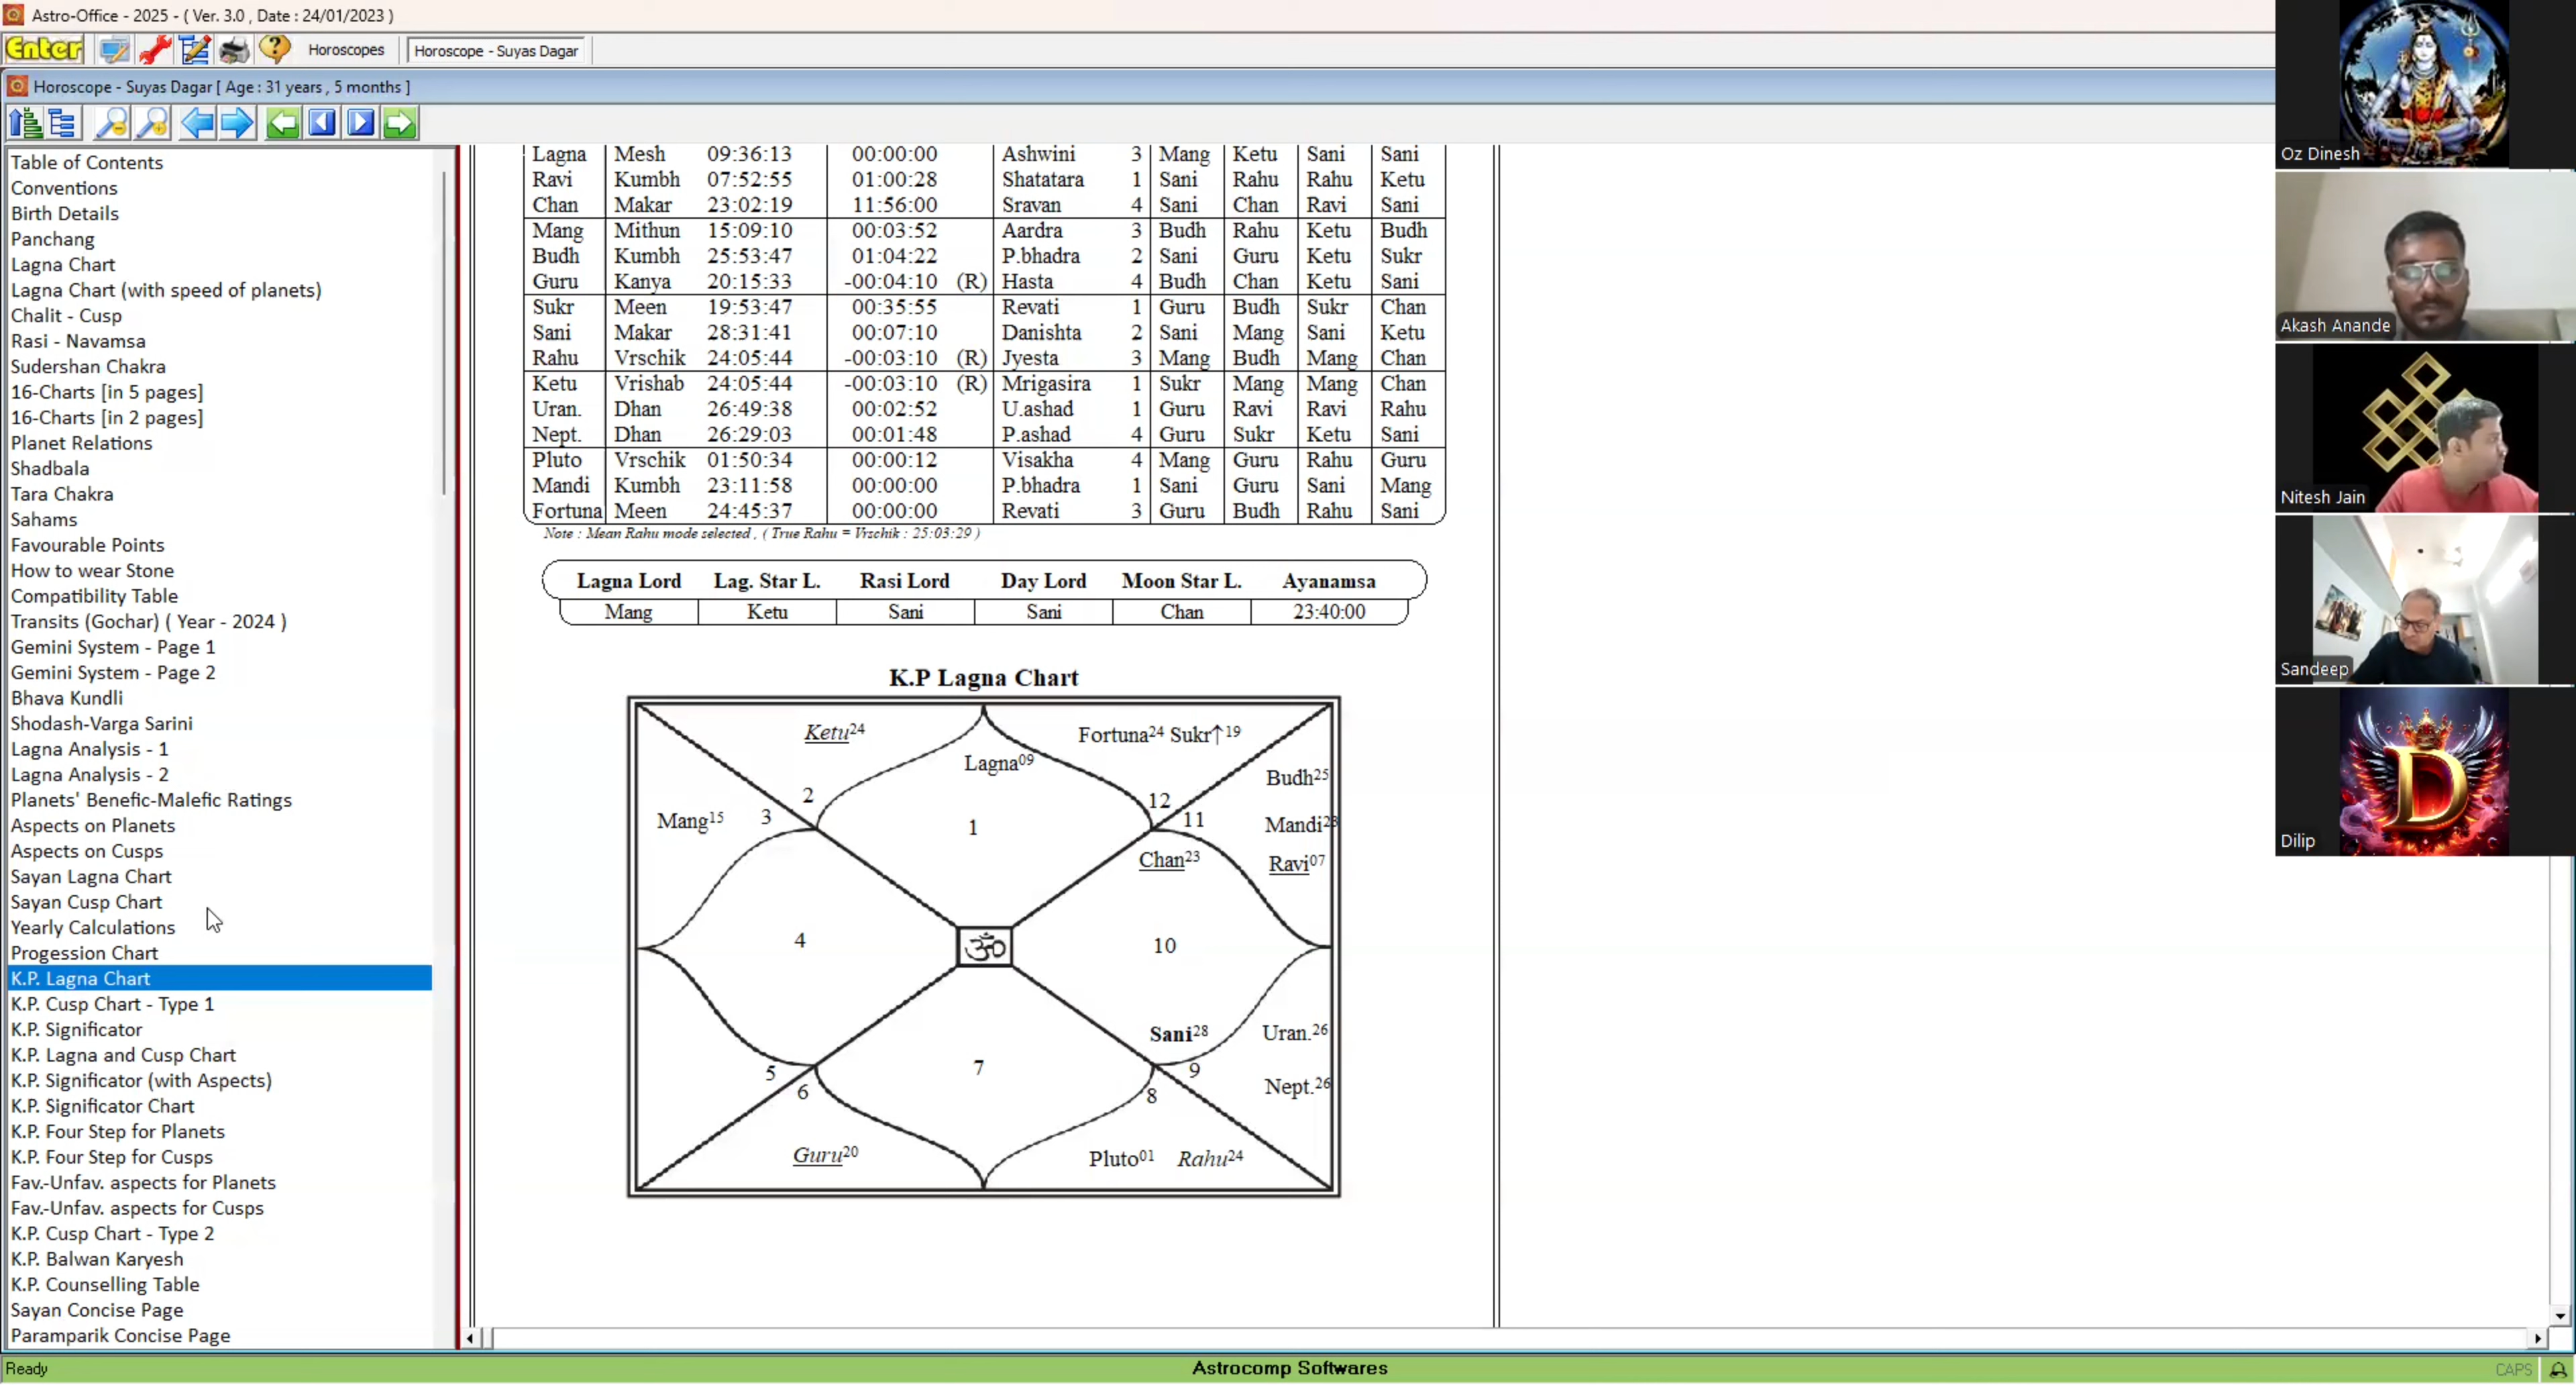 Astro-Office - 2025 - ( Ver. 3.0 , Date : 24/01/2023 )
Enter Horoscopes Horoscope - Suyas Dagar
Horoscope - Suyas Dagar [ Age : 31 years , 5 months ]
Table of Contents
Conventions
Birth Details
Panchang
Lagna Chart
Lagna Chart (with speed of planets)
Chalit - Cusp
Rasi - Navamsa
Sudershan Chakra
16-Charts [in 5 pages]
16-Charts [in 2 pages]
Planet Relations
Shadbala
Tara Chakra
Sahams
Favourable Points
How to wear Stone
Compatibility Table
Transits (Gochar) ( Year - 2024 )
Gemini System - Page 1
Gemini System - Page 2
Bhava Kundli
Shodash-Varga Sarini
Lagna Analysis - 1
Lagna Analysis - 2
Planets' Benefic-Malefic Ratings
Aspects on Planets
Aspects on Cusps
Sayan Lagna Chart
Sayan Cusp Chart
Yearly Calculations
Progession Chart
K.P. Lagna Chart
K.P. Cusp Chart - Type 1
K.P. Significator
K.P. Lagna and Cusp Chart
K.P. Significator (with Aspects)
K.P. Significator Chart
K.P. Four Step for Planets
K.P. Four Step for Cusps
Fav.-Unfav. aspects for Planets
Fav.-Unfav. aspects for Cusps
K.P. Cusp Chart - Type 2
K.P. Balwan Karyesh
K.P. Counselling Table
Sayan Concise Page
Paramparik Concise Page
Lagna Mesh 09:36:13 00:00:00 Ashwini 3 Mang Ketu Sani Sani
Ravi Kumbh 07:52:55 01:00:28 Shatatara 1 Sani Rahu Rahu Ketu
Chan Makar 23:02:19 11:56:00 Sravan 4 Sani Chan Ravi Sani
Mang Mithun 15:09:10 00:03:52 Aardra 3 Budh Rahu Ketu Budh
Budh Kumbh 25:53:47 01:04:22 P.bhadra 2 Sani Guru Ketu Sukr
Guru Kanya 20:15:33 -00:04:10 (R) Hasta 4 Budh Chan Ketu Sani
Sukr Meen 19:53:47 00:35:55 Revati 1 Guru Budh Sukr Chan
Sani Makar 28:31:41 00:07:10 Danishta 2 Sani Mang Sani Ketu
Rahu Vrschik 24:05:44 -00:03:10 (R) Jyesta 3 Mang Budh Mang Chan
Ketu Vrishab 24:05:44 -00:03:10 (R) Mrigasira 1 Sukr Mang Mang Chan
Uran. Dhan 26:49:38 00:02:52 U.ashad 1 Guru Ravi Ravi Rahu
Nept. Dhan 26:29:03 00:01:48 P.ashad 4 Guru Sukr Ketu Sani
Pluto Vrschik 01:50:34 00:00:12 Visakha 4 Mang Guru Rahu Guru
Mandi Kumbh 23:11:58 00:00:00 P.bhadra 1 Sani Guru Sani Mang
Fortuna Meen 24:45:37 00:00:00 Revati 3 Guru Budh Rahu Sani
Note : Mean Rahu mode selected , ( True Rahu = Vrschik : 25:03:29 )
Lagna Lord Lag. Star L. Rasi Lord Day Lord Moon Star L. Ayanamsa
Mang Ketu Sani Sani Chan 23:40:00
K.P Lagna Chart
Ketu24 Fortuna24 Sukr↑19
Lagna09
Budh25
2 12
Mang15 3 1 11 Mandi23
Chan23 Ravi07
4 ॐ 10
Sani28 Uran.26
5 7 9
6 8 Nept.26
Guru20 Pluto01 Rahu24
Oz Dinesh
Akash Anande
Nitesh Jain
Sandeep
D
Dilip
Ready Astrocomp Softwares CAPS